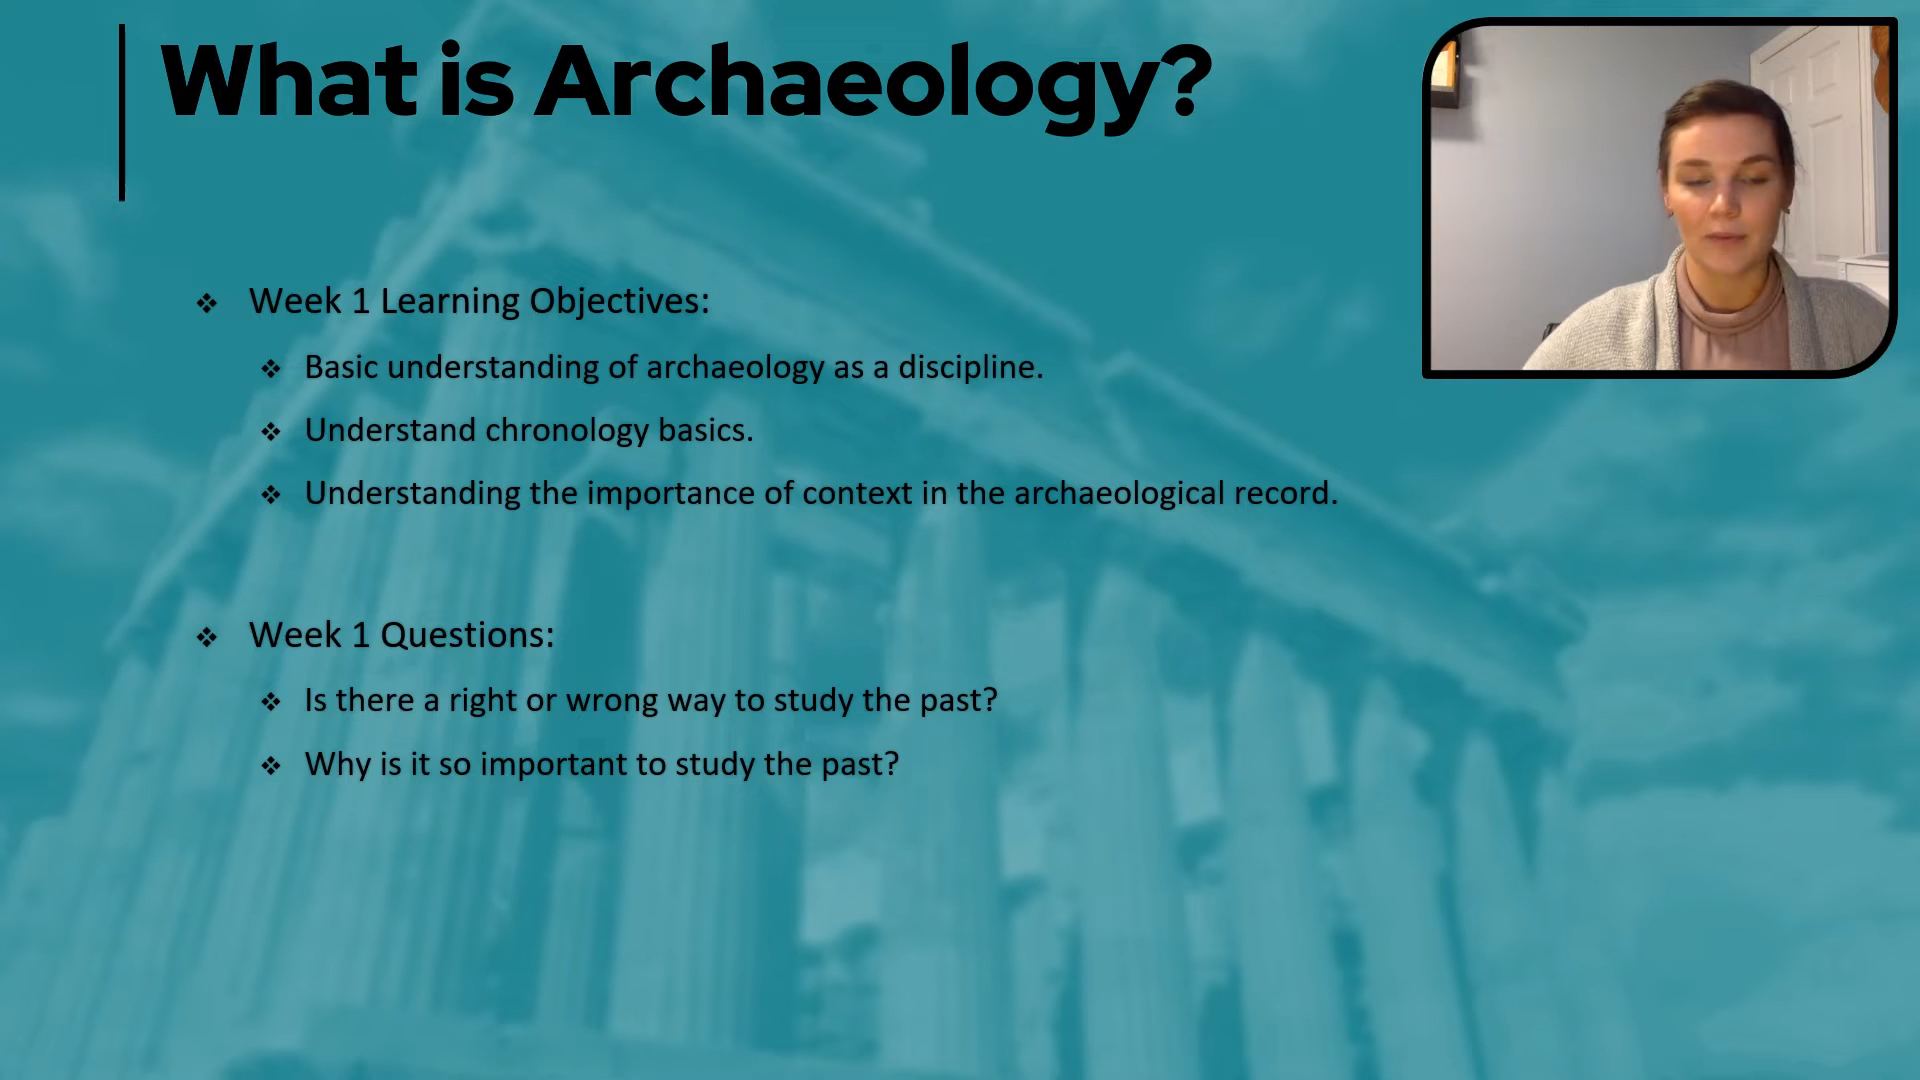 What is Archaeology?
Week 1 Learning Objectives:
Basic understanding of archaeology as a discipline.
Understand chronology basics.
Understanding the importance of context in the archaeological record.
Week 1 Questions:
Is there a right or wrong way to study the past?
Why is it so important to study the past?